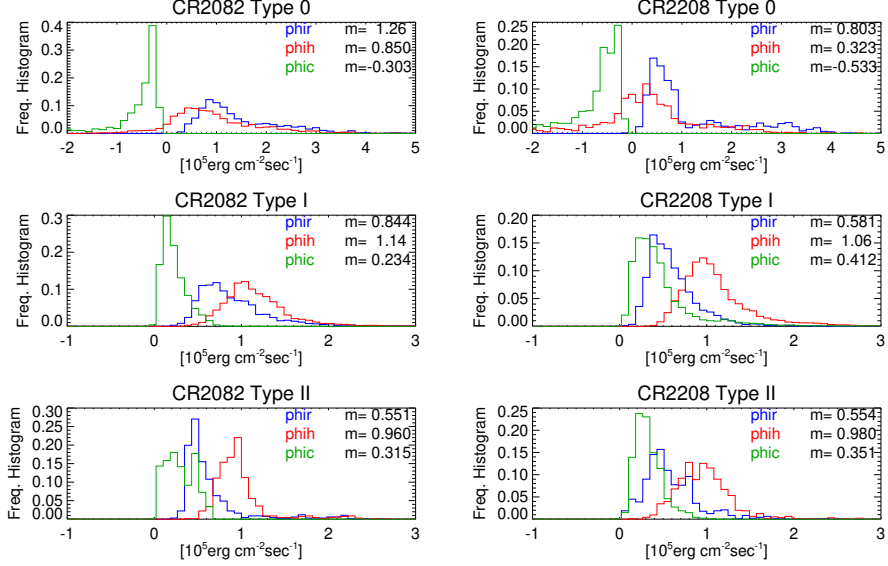 CR2082 Type 0
Freq. Histogram
0.4
0.3
0.2
0.1
0.0
phir m= 1.26
phih m= 0.850
phic m=-0.303
-2 -1 0 1 2 3 4 5
[10⁵erg cm⁻²sec⁻¹]
CR2208 Type 0
Freq. Histogram
0.25
0.20
0.15
0.10
0.05
0.00
phir m= 0.803
phih m= 0.323
phic m=-0.533
-2 -1 0 1 2 3 4 5
[10⁵erg cm⁻²sec⁻¹]
CR2082 Type I
Freq. Histogram
0.3
0.2
0.1
0.0
phir m= 0.844
phih m= 1.14
phic m= 0.234
-1 0 1 2 3
[10⁵erg cm⁻²sec⁻¹]
CR2208 Type I
Freq. Histogram
0.20
0.15
0.10
0.05
0.00
phir m= 0.581
phih m= 1.06
phic m= 0.412
-1 0 1 2 3
[10⁵erg cm⁻²sec⁻¹]
CR2082 Type II
Freq. Histogram
0.30
0.25
0.20
0.15
0.10
0.05
0.00
phir m= 0.551
phih m= 0.960
phic m= 0.315
-1 0 1 2 3
[10⁵erg cm⁻²sec⁻¹]
CR2208 Type II
Freq. Histogram
0.25
0.20
0.15
0.10
0.05
0.00
phir m= 0.554
phih m= 0.980
phic m= 0.351
-1 0 1 2 3
[10⁵erg cm⁻²sec⁻¹]